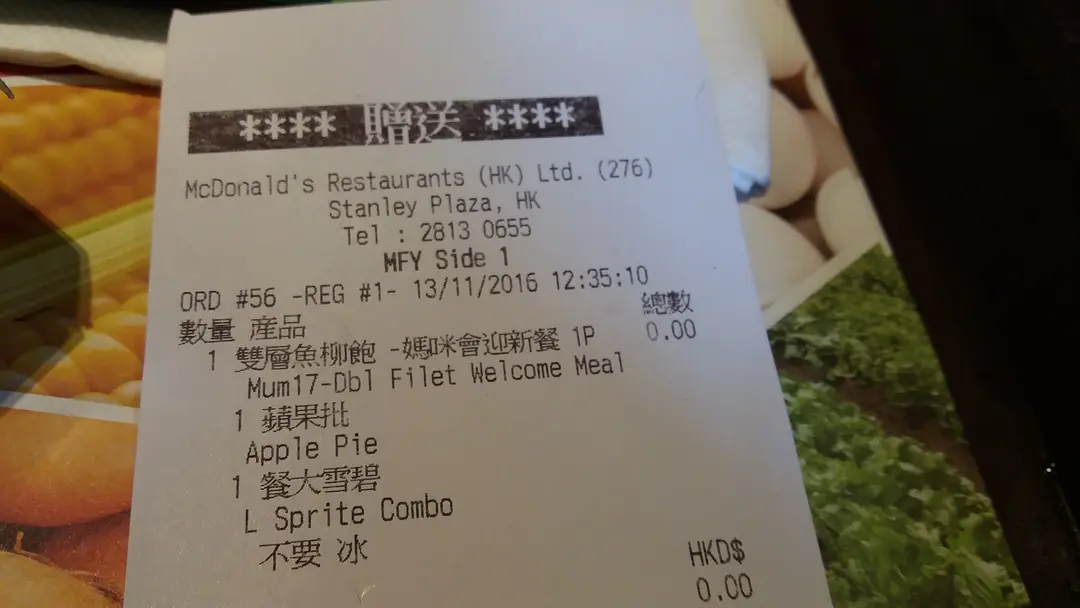 **** 贈送 ****
McDonald's Restaurants (HK) Ltd. (276)
Stanley Plaza, HK
Tel : 2813 0655
MFY Side 1
ORD #56 -REG #1- 13/11/2016 12:35:10
數量 產品 總數
1 雙層魚柳飽 -媽咪會迎新餐 1P 0.00
Mum17-Dbl Filet Welcome Meal
1 蘋果批
Apple Pie
1 餐大雪碧
L Sprite Combo
不要 冰
HKD$
0.00